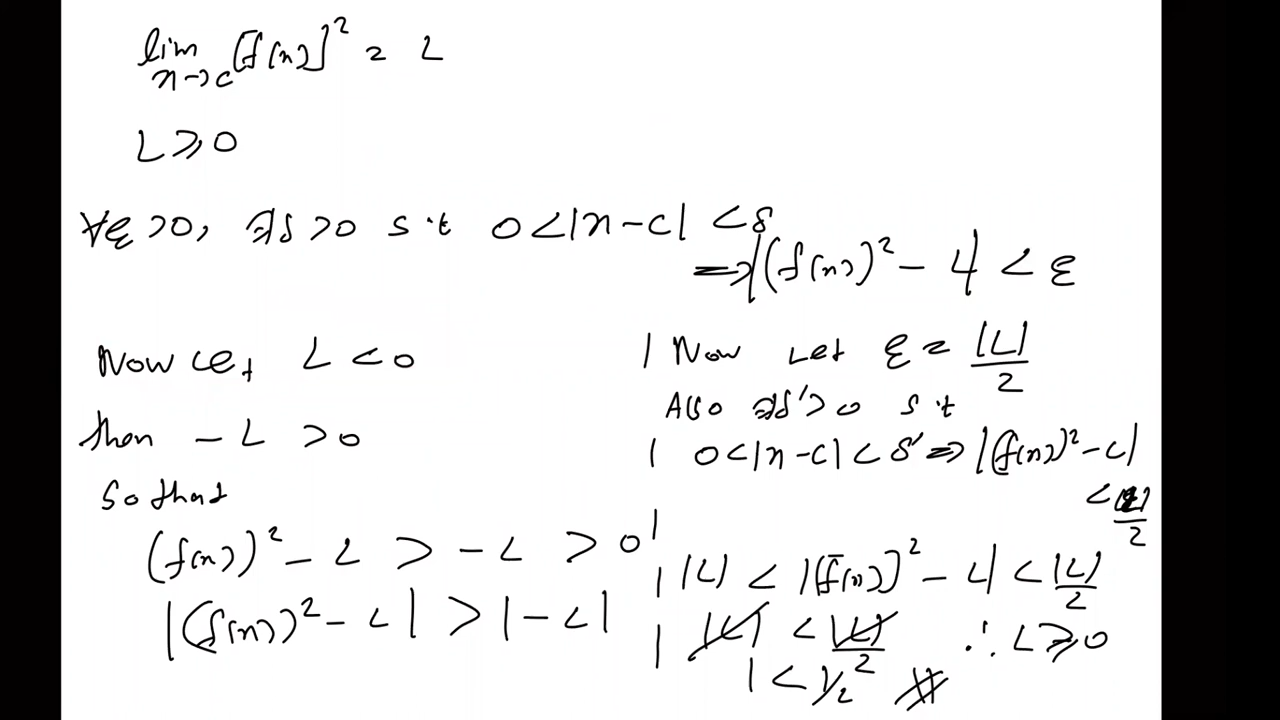 lim [f(x)]² = L
x→c
L ⩾ 0
∀ε > 0, ∃δ > 0 s.t 0 < |x - c| < δ
⟹ |(f(x))² - L| < ε
Now let L < 0
then - L > 0
So that
(f(x))² - L > - L > 0
|(f(x))² - L| > |- L|
Now Let ε = |L|/2
Also ∃δ' > 0 s.t
0 < |x - c| < δ' ⟹ |(f(x))² - L|
< |L|/2
|L| < |(f(x))² - L| < |L|/2
|L| < |L|/2 ∴ L ⩾ 0
1 < 1/2 #